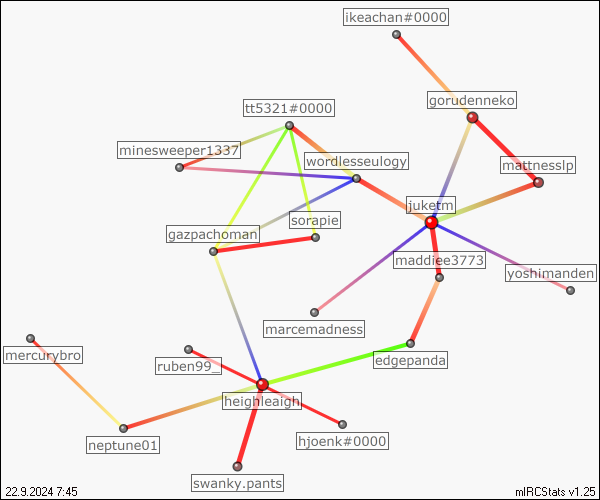 ikeachan#0000
gorudenneko
tt5321#0000
minesweeper1337
wordlesseulogy
mattnesslp
juketm
sorapie
gazpachoman
maddiee3773
yoshimanden
marcemadness
mercurybro
edgepanda
ruben99_
heighleaigh
neptune01
hjoenk#0000
swanky.pants
22.9.2024 7:45
mIRCStats v1.25